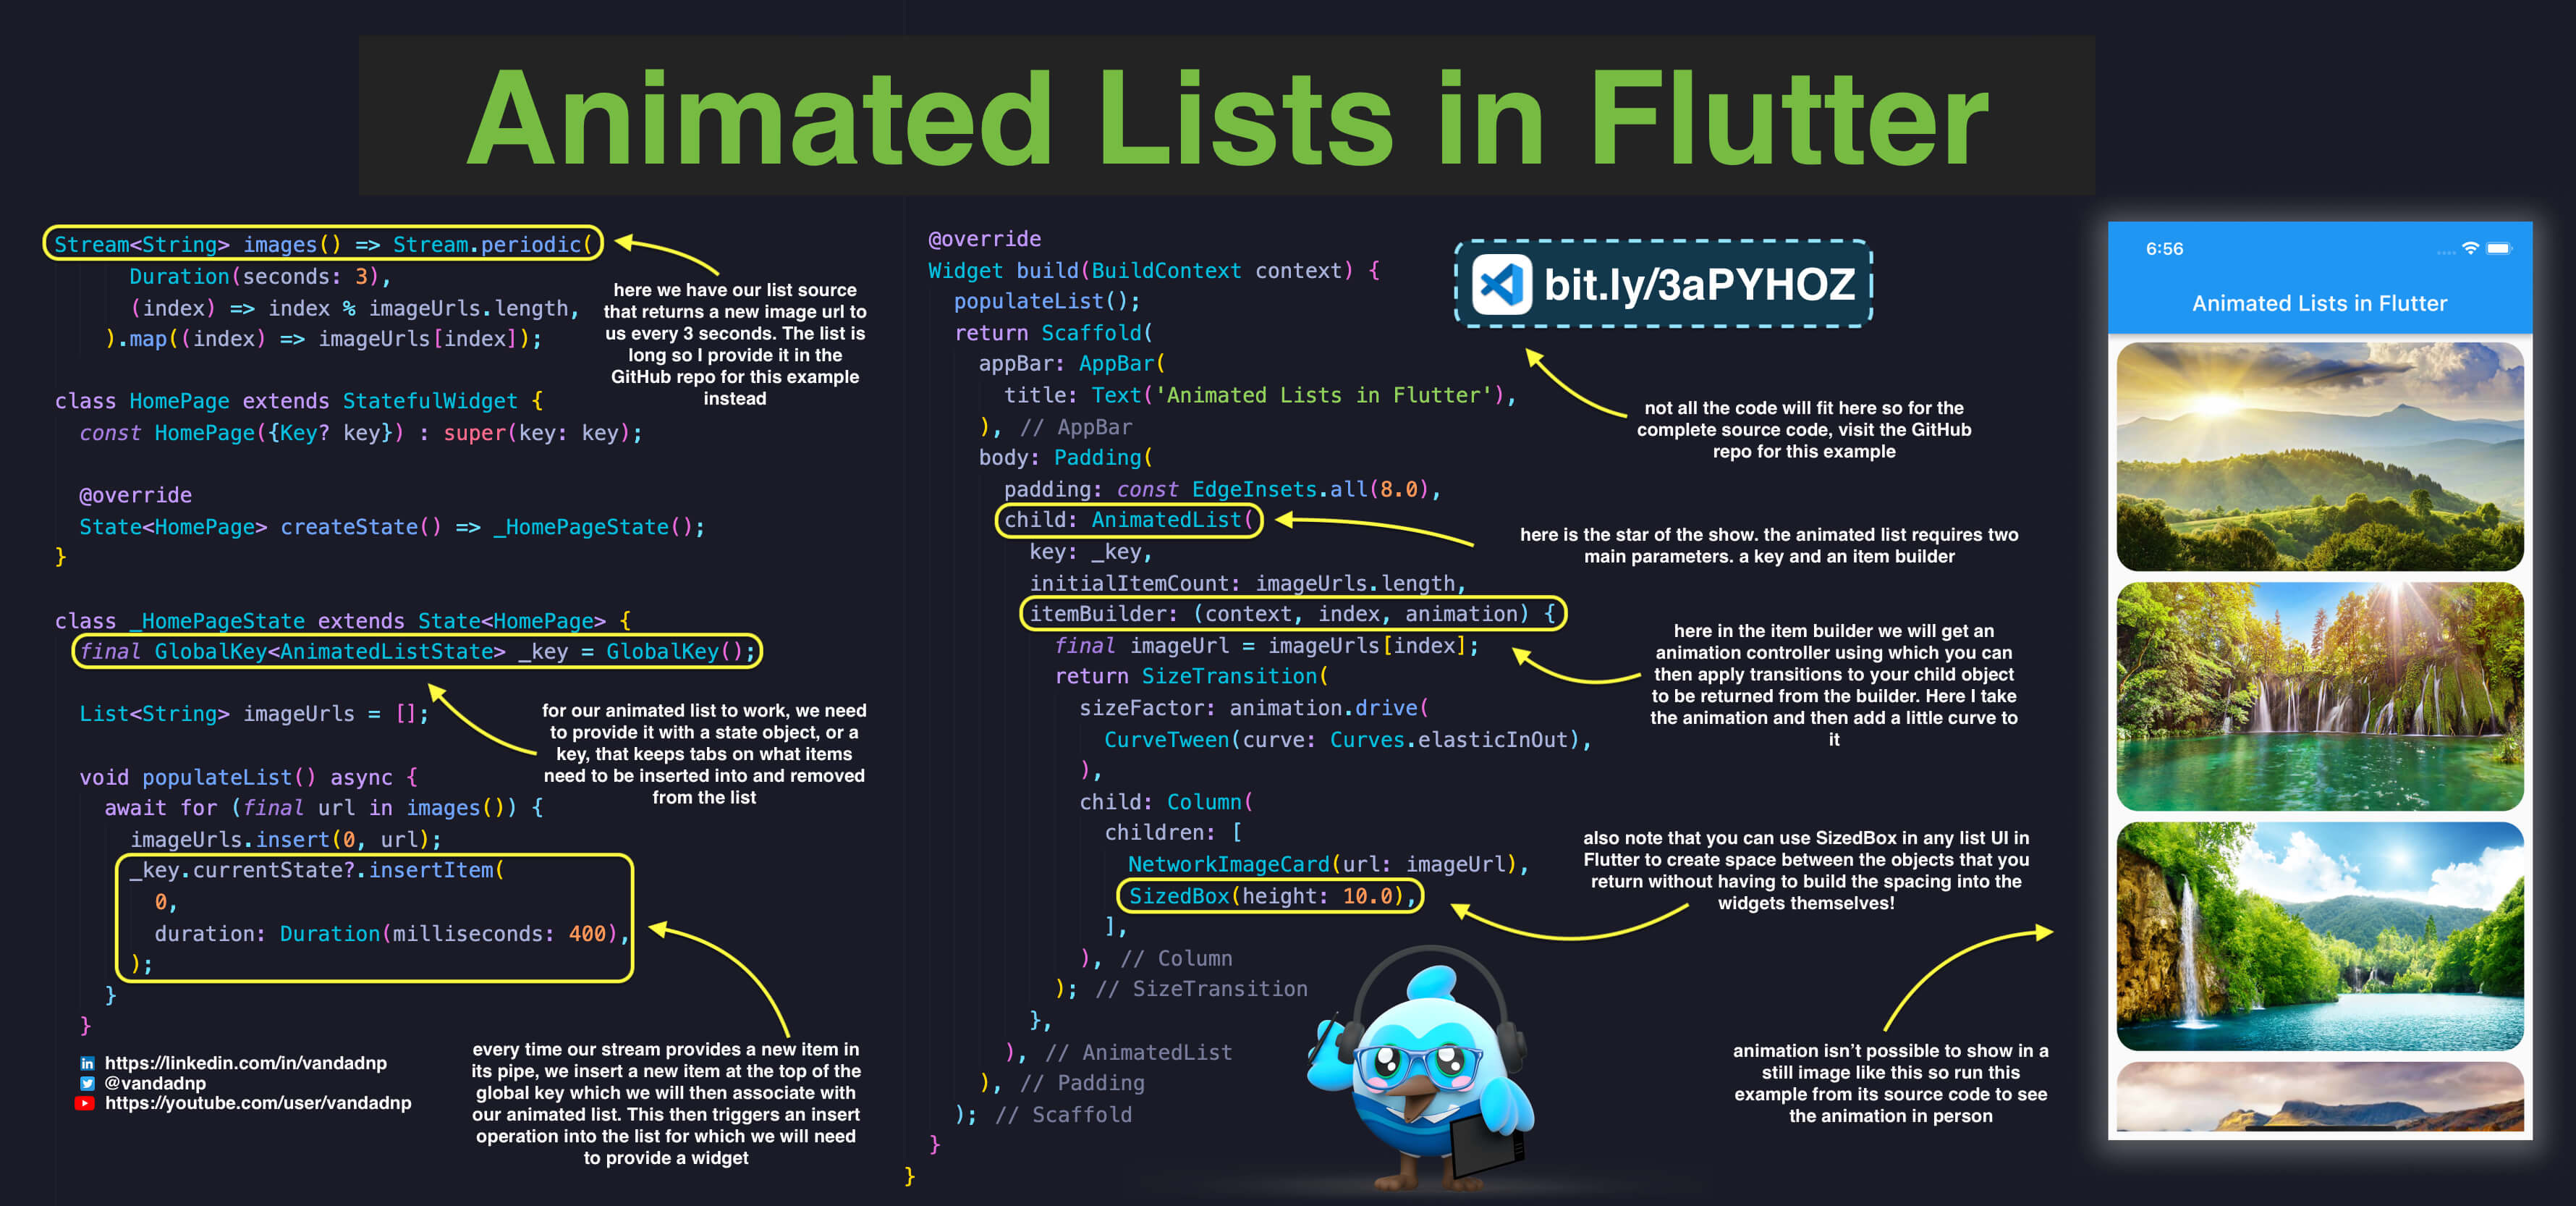 Animated Lists in Flutter
Stream<String> images() => Stream.periodic(
Duration(seconds: 3),
(index) => index % imageUrls.length,
).map((index) => imageUrls[index]);
here we have our list source
that returns a new image url to
us every 3 seconds. The list is
long so I provide it in the
GitHub repo for this example
instead
class HomePage extends StatefulWidget {
const HomePage({Key? key}) : super(key: key);
@override
State<HomePage> createState() => _HomePageState();
}
class _HomePageState extends State<HomePage> {
final GlobalKey<AnimatedListState> _key = GlobalKey();
List<String> imageUrls = [];
for our animated list to work, we need
to provide it with a state object, or a
key, that keeps tabs on what items
need to be inserted into and removed
from the list
void populateList() async {
await for (final url in images()) {
imageUrls.insert(0, url);
_key.currentState?.insertItem(
0,
duration: Duration(milliseconds: 400),
);
}
}
every time our stream provides a new item in
its pipe, we insert a new item at the top of the
global key which we will then associate with
our animated list. This then triggers an insert
operation into the list for which we will need
to provide a widget
https://linkedin.com/in/vandadnp
@vandadnp
https://youtube.com/user/vandadnp
@override
Widget build(BuildContext context) {
populateList();
return Scaffold(
appBar: AppBar(
title: Text('Animated Lists in Flutter'),
), // AppBar
body: Padding(
padding: const EdgeInsets.all(8.0),
child: AnimatedList(
key: _key,
initialItemCount: imageUrls.length,
itemBuilder: (context, index, animation) {
final imageUrl = imageUrls[index];
return SizeTransition(
sizeFactor: animation.drive(
CurveTween(curve: Curves.elasticInOut),
),
child: Column(
children: [
NetworkImageCard(url: imageUrl),
SizedBox(height: 10.0),
],
), // Column
); // SizeTransition
},
), // AnimatedList
), // Padding
); // Scaffold
}
}
bit.ly/3aPYHOZ
not all the code will fit here so for the
complete source code, visit the GitHub
repo for this example
here is the star of the show. the animated list requires two
main parameters. a key and an item builder
here in the item builder we will get an
animation controller using which you can
then apply transitions to your child object
to be returned from the builder. Here I take
the animation and then add a little curve to
it
also note that you can use SizedBox in any list UI in
Flutter to create space between the objects that you
return without having to build the spacing into the
widgets themselves!
animation isn't possible to show in a
still image like this so run this
example from its source code to see
the animation in person
6:56
Animated Lists in Flutter